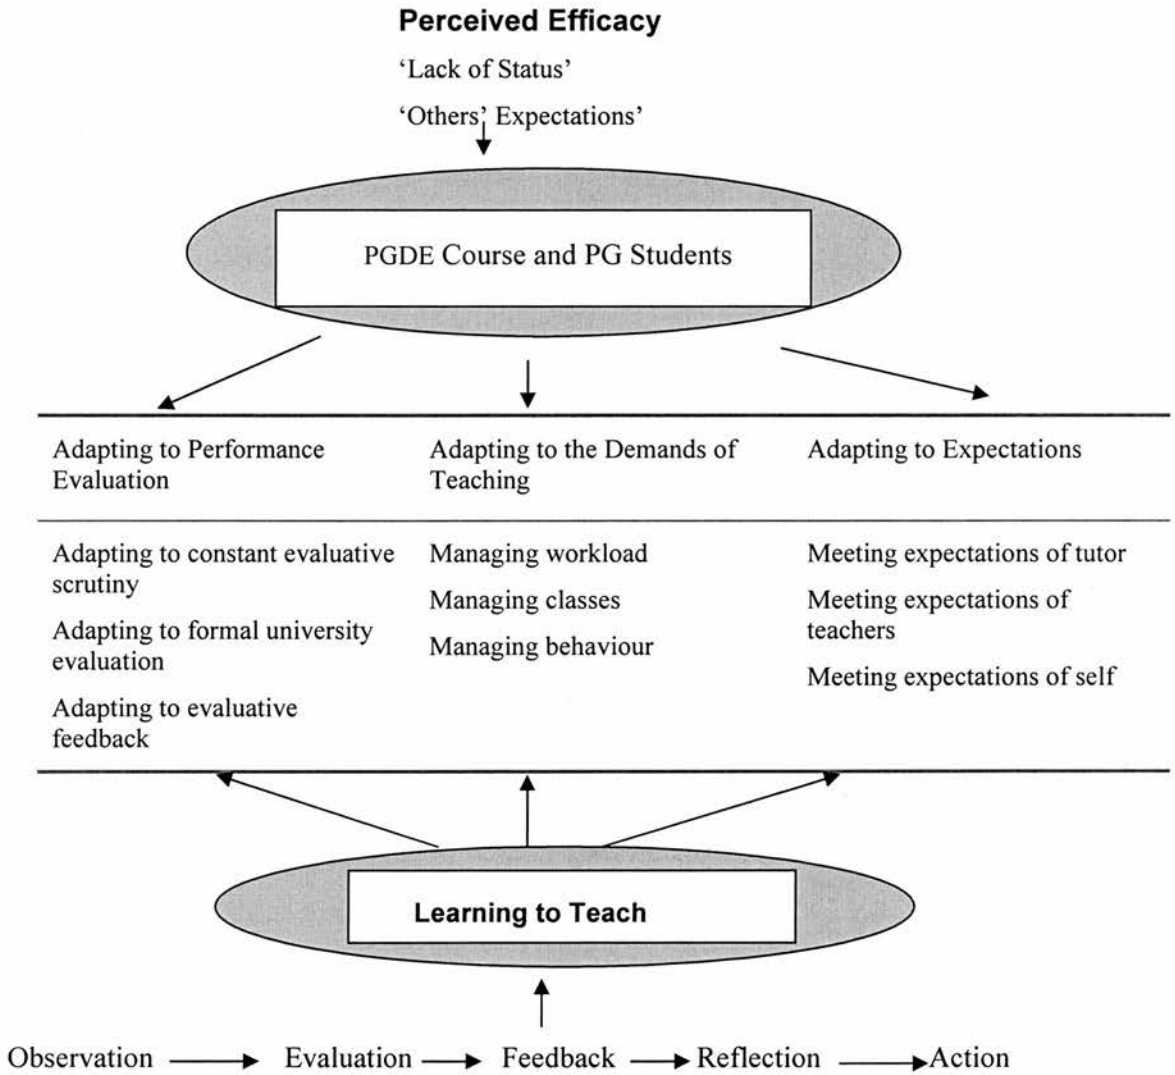 Perceived Efficacy
‘Lack of Status’
‘Others’ Expectations’
PGDE Course and PG Students
Adapting to Performance
Evaluation
Adapting to the Demands of
Teaching
Adapting to Expectations
Adapting to constant evaluative
scrutiny
Adapting to formal university
evaluation
Adapting to evaluative
feedback
Managing workload
Managing classes
Managing behaviour
Meeting expectations of tutor
Meeting expectations of
teachers
Meeting expectations of self
Learning to Teach
Observation Evaluation Feedback Reflection Action